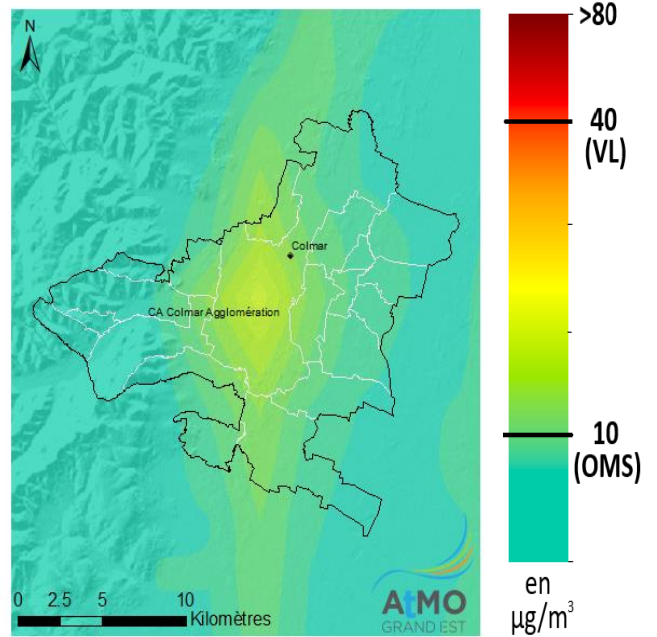 N
>80
40
(VL)
Colmar
CA Colmar Agglomération
10
(OMS)
0 2.5 5 10
Kilomètres
AtMO
GRAND EST
en
µg/m³